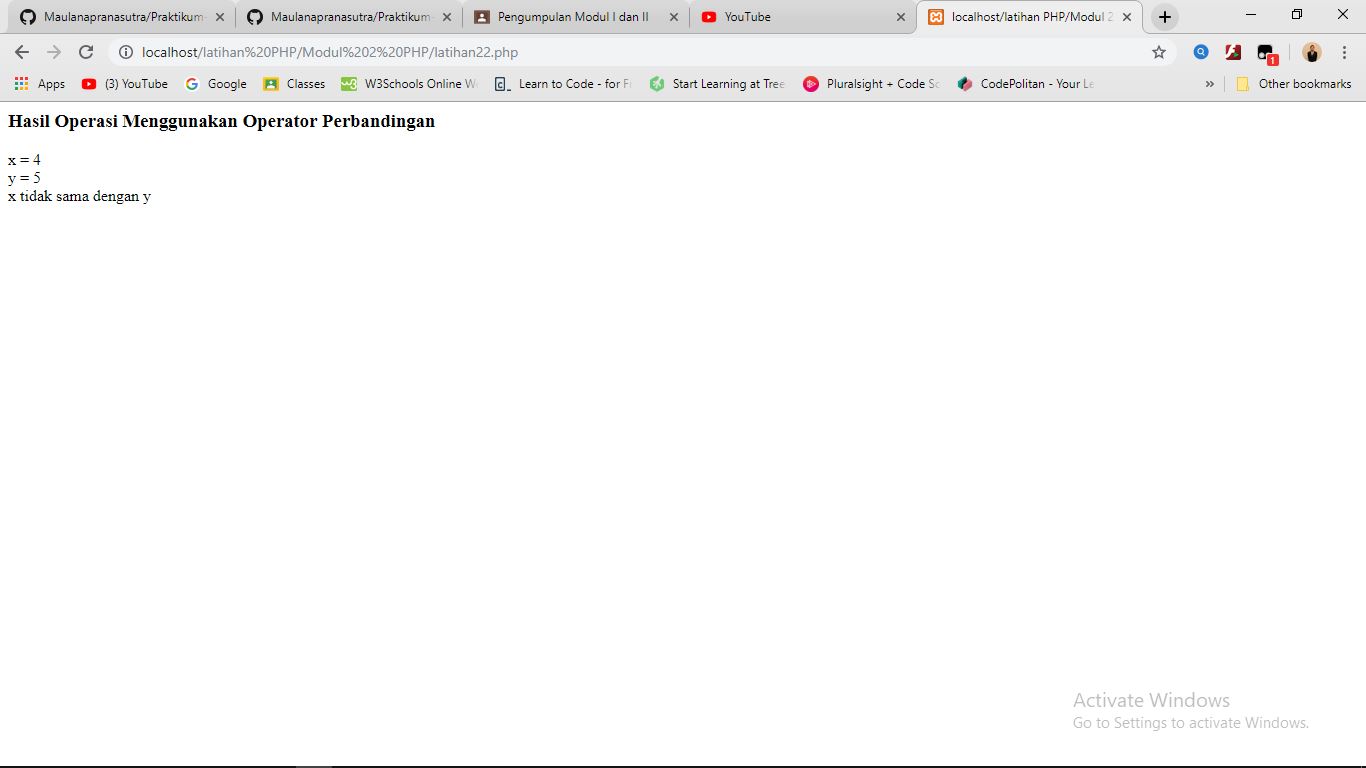 Maulanapranasutra/Praktikum- Maulanapranasutra/Praktikum- Pengumpulan Modul I dan II YouTube localhost/latihan PHP/Modul 2
localhost/latihan%20PHP/Modul%202%20PHP/latihan22.php
Apps (3) YouTube Google Classes W3Schools Online W Learn to Code - for F Start Learning at Tree Pluralsight + Code Sc CodePolitan - Your Le » Other bookmarks
Hasil Operasi Menggunakan Operator Perbandingan
x = 4
y = 5
x tidak sama dengan y
Activate Windows
Go to Settings to activate Windows.